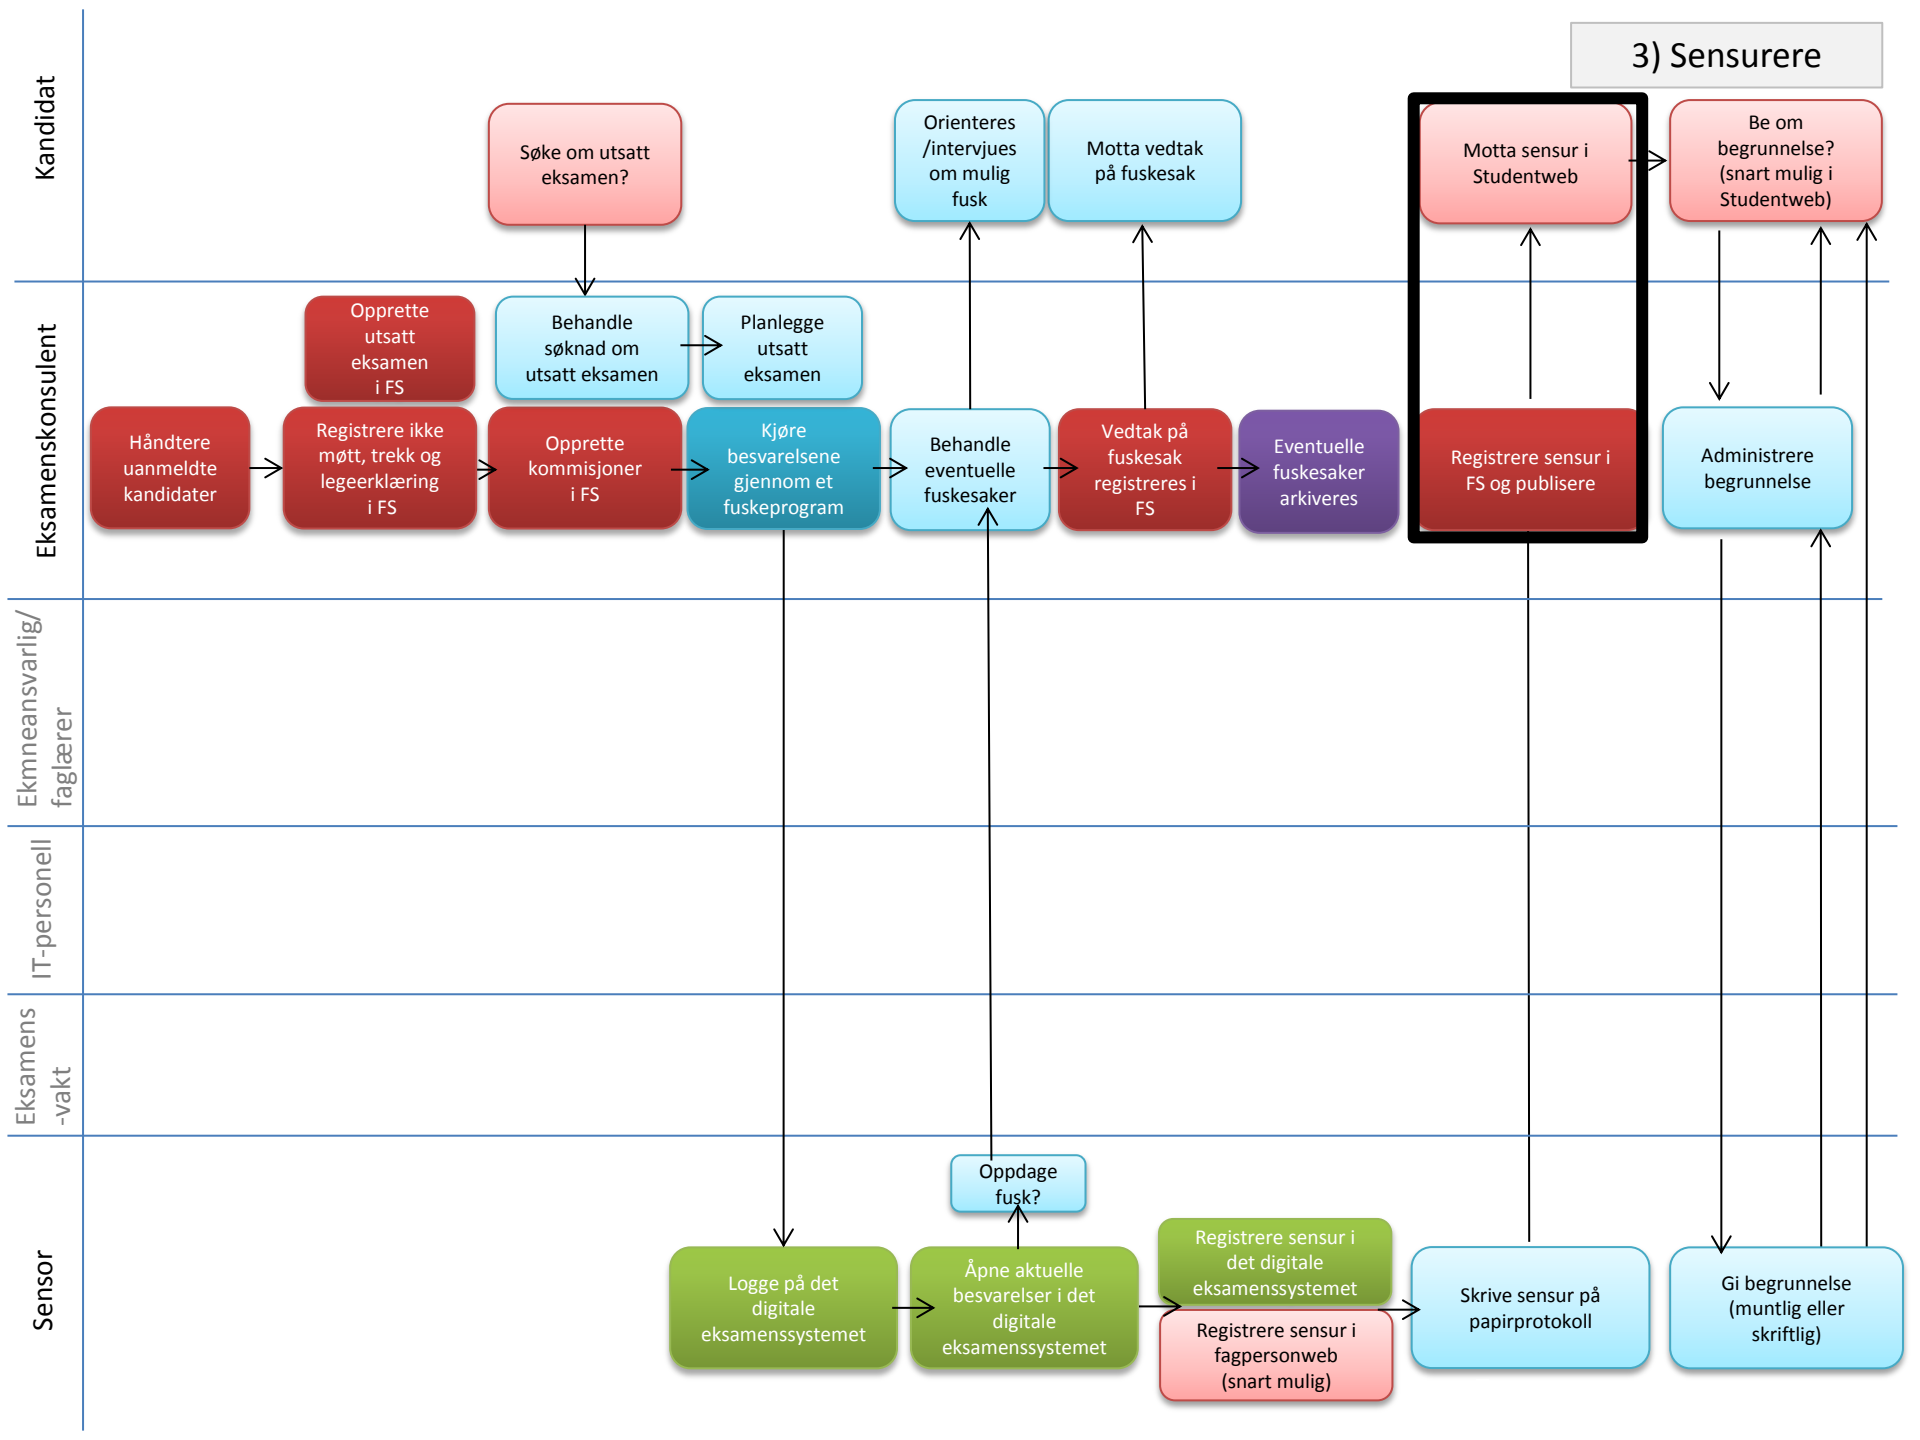 3) Sensurere
Kandidat
Søke om utsatt
eksamen?
Orienteres
/intervjues
om mulig
fusk
Motta vedtak
på fuskesak
Motta sensur i
Studentweb
Be om
begrunnelse?
(snart mulig i
Studentweb)
Eksamenskonsulent
Opprette
utsatt
eksamen
i FS
Behandle
søknad om
utsatt eksamen
Planlegge
utsatt
eksamen
Håndtere
uanmeldte
kandidater
Registrere ikke
møtt, trekk og
legeerklæring
i FS
Opprette
kommisjoner
i FS
Kjøre
besvarelsene
gjennom et
fuskeprogram
Behandle
eventuelle
fuskesaker
Vedtak på
fuskesak
registreres i
FS
Eventuelle
fuskesaker
arkiveres
Registrere sensur i
FS og publisere
Administrere
begrunnelse
Ekmneansvarlig/
faglærer
IT-personell
Eksamens
-vakt
Sensor
Oppdage
fusk?
Logge på det
digitale
eksamenssystemet
Åpne aktuelle
besvarelser i det
digitale
eksamenssystemet
Registrere sensur i
det digitale
eksamenssystemet
Registrere sensur i
fagpersonweb
(snart mulig)
Skrive sensur på
papirprotokoll
Gi begrunnelse
(muntlig eller
skriftlig)